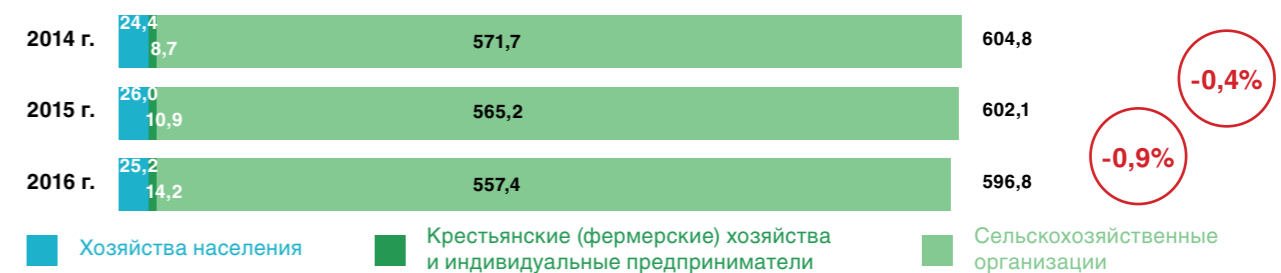 2014 г.
24,4
8,7
571,7
604,8
-0,4%
2015 г.
26,0
10,9
565,2
602,1
-0,9%
2016 г.
25,2
14,2
557,4
596,8
Хозяйства населения
Крестьянские (фермерские) хозяйства
и индивидуальные предприниматели
Сельскохозяйственные
организации